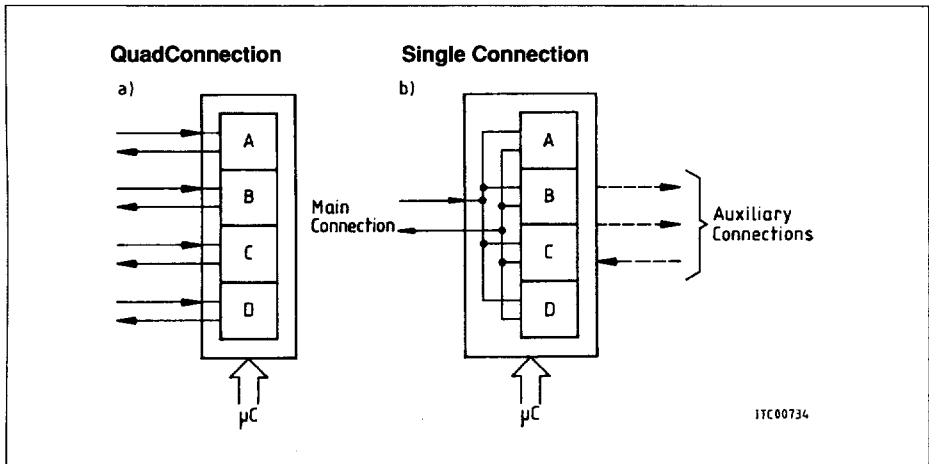 QuadConnection
a)
A
B
C
D
µC
Single Connection
b)
Main
Connection
A
B
C
D
Auxiliary
Connections
µC
ITC00734